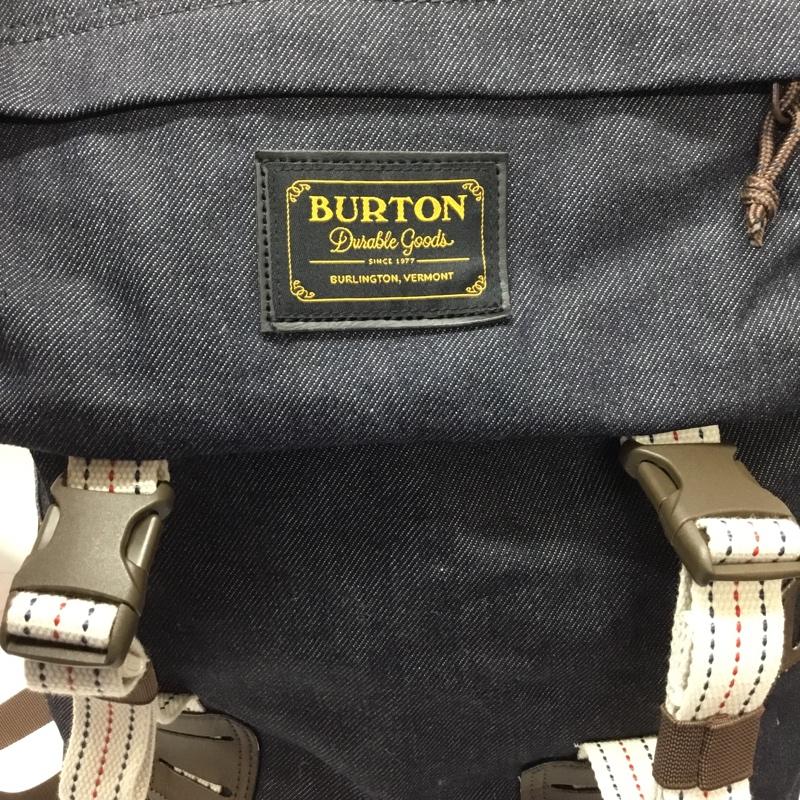 BURTON
Durable Goods
SINCE 1977
BURLINGTON, VERMONT